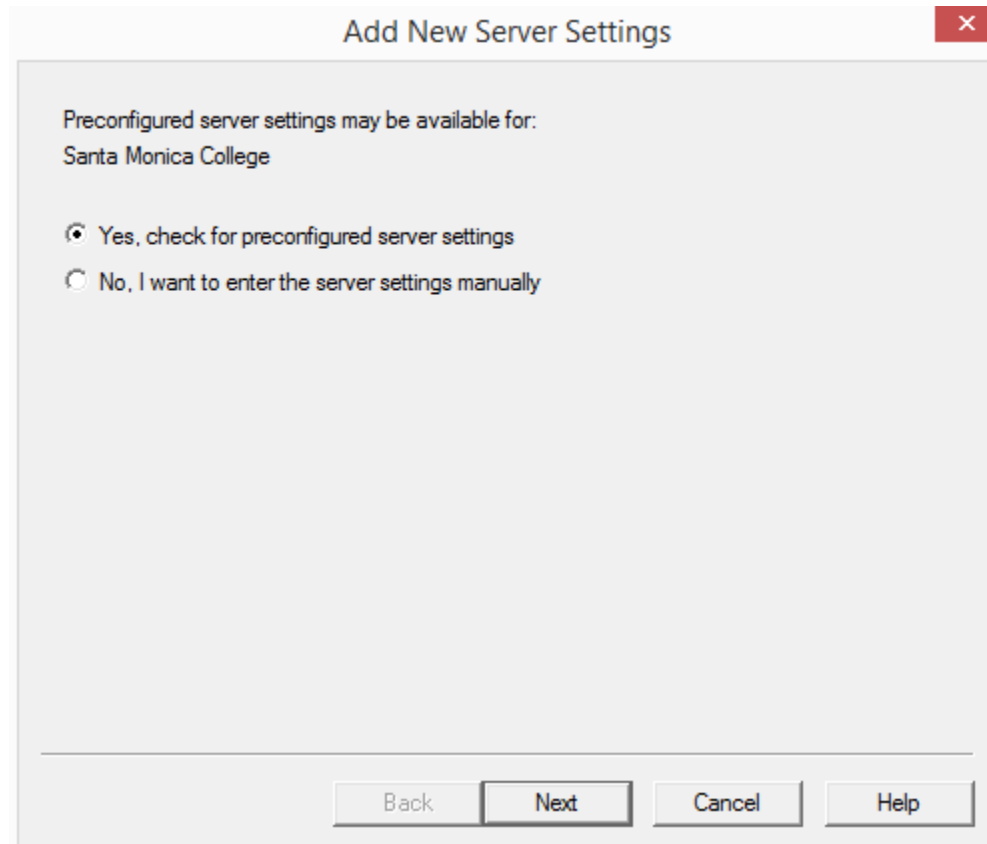 Add New Server Settings
Preconfigured server settings may be available for:
Santa Monica College
Yes, check for preconfigured server settings
No, I want to enter the server settings manually
Back Next Cancel Help